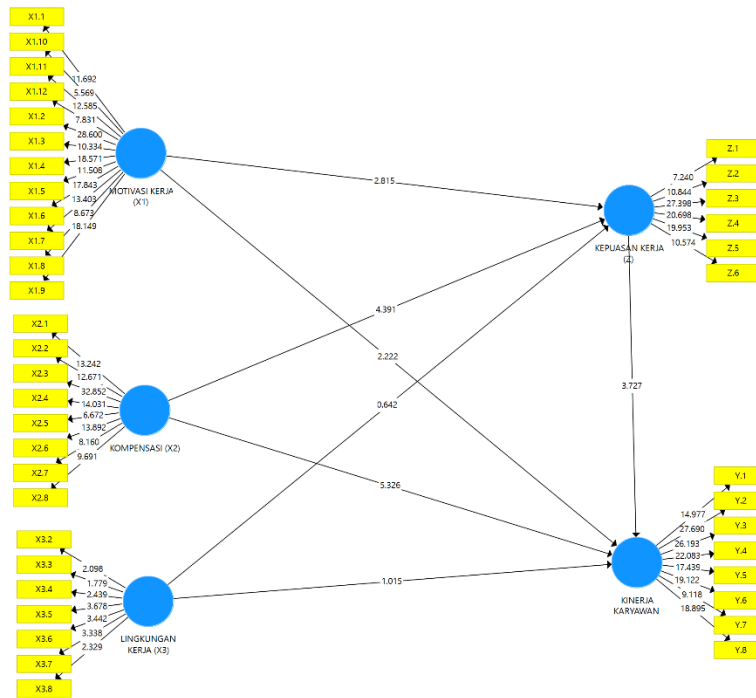 X1.1
X1.10
X1.11
X1.12
X1.2
X1.3
X1.4
X1.5
X1.6
X1.7
X1.8
X1.9
11.692
5.569
12.585
7.831
28.600
10.334
18.571
11.508
17.843
13.403
8.673
18.149
MOTIVASI KERJA
(X1)
X2.1
X2.2
X2.3
X2.4
X2.5
X2.6
X2.7
X2.8
13.242
12.671
32.852
14.031
6.672
13.892
8.160
9.691
KOMPENSASI (X2)
X3.2
X3.3
X3.4
X3.5
X3.6
X3.7
X3.8
2.098
1.779
2.439
3.678
3.442
3.338
2.329
LINGKUNGAN
KERJA (X3)
2.815
4.391
2.222
0.642
3.727
5.326
1.015
Z.1
Z.2
Z.3
Z.4
Z.5
Z.6
7.240
10.844
27.398
20.698
19.953
10.574
KEPUASAN KERJA
(Z)
Y.1
Y.2
Y.3
Y.4
Y.5
Y.6
Y.7
Y.8
14.977
27.690
26.193
22.083
17.439
19.122
9.118
18.895
KINERJA
KARYAWAN